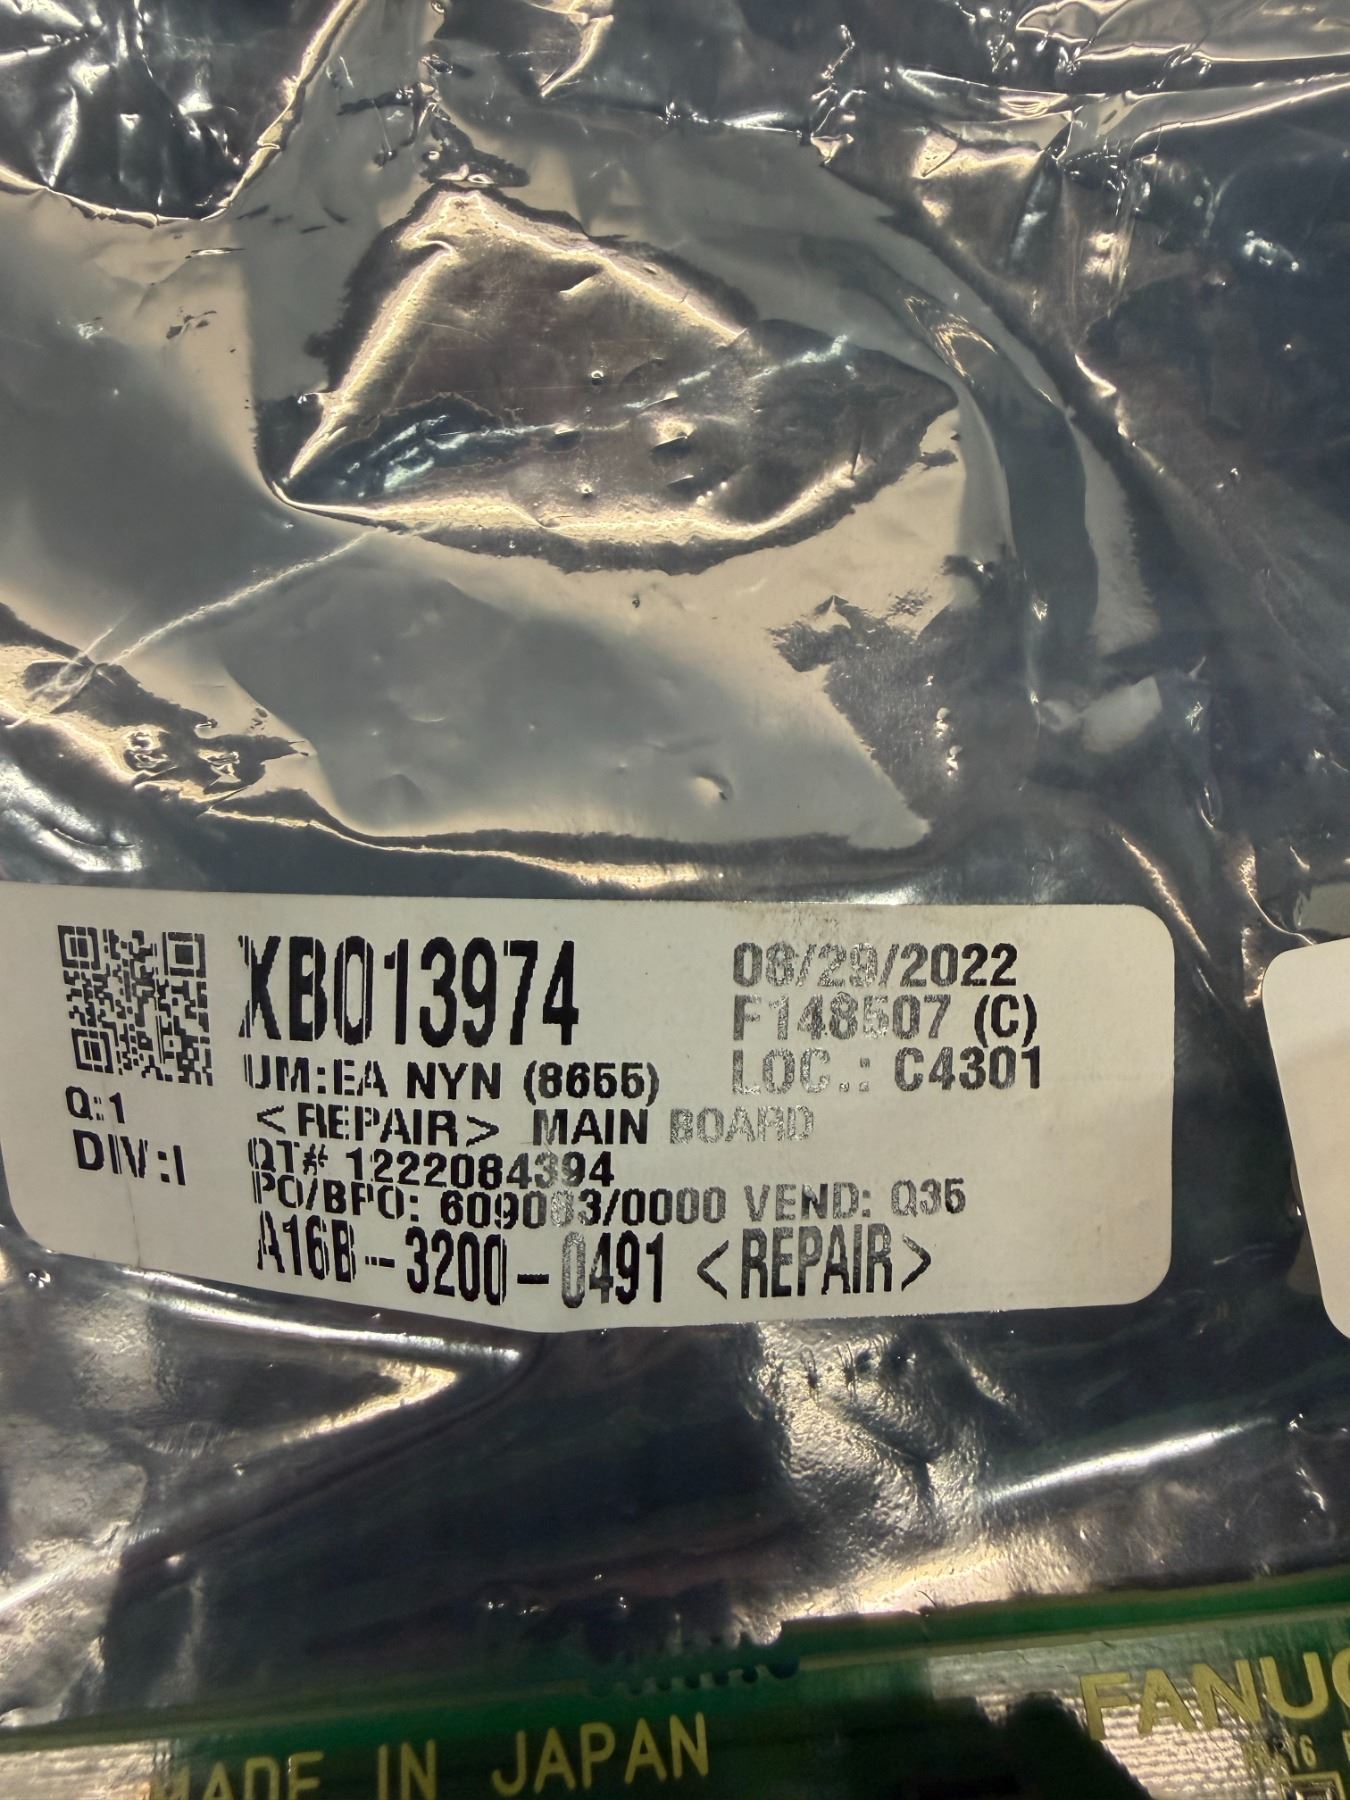 XB013974
08/29/2022
F148507 (C)
UM:EA NYN (8655)
LOC.: C4301
Q:1
<REPAIR> MAIN BOARD
DIV:I
QT# 1222084394
PO/BPO: 609003/0000 VEND: Q35
A16B-3200-0491 <REPAIR>
MADE IN JAPAN
FANUC